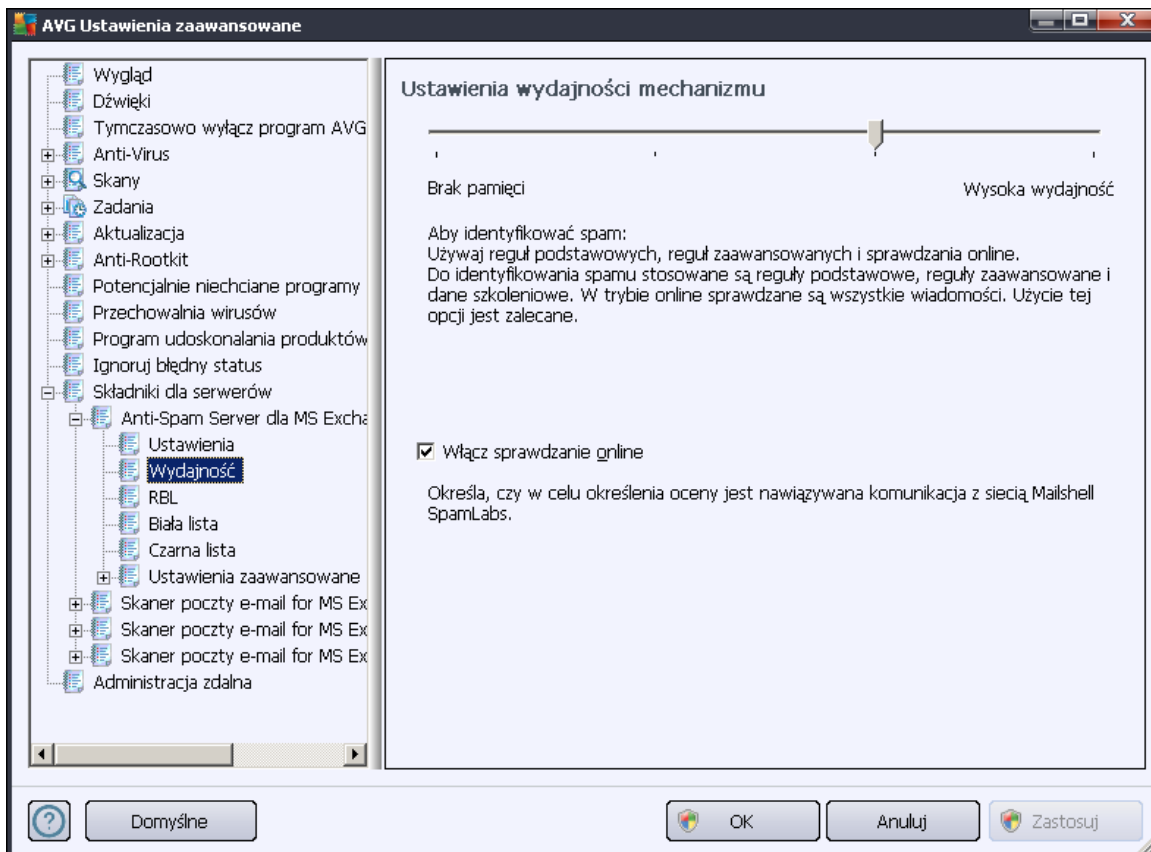 AVG Ustawienia zaawansowane
Wygląd
Dźwięki
Tymczasowo wyłącz program AVG
Anti-Virus
Skany
Zadania
Aktualizacja
Anti-Rootkit
Potencjalnie niechciane programy
Przechowalnia wirusów
Program udoskonalania produktów
Ignoruj błędny status
Składniki dla serwerów
Anti-Spam Server dla MS Excha
Ustawienia
Wydajność
RBL
Biała lista
Czarna lista
Ustawienia zaawansowane
Skaner poczty e-mail for MS Ex
Skaner poczty e-mail for MS Ex
Skaner poczty e-mail for MS Ex
Administracja zdalna
Ustawienia wydajności mechanizmu
Brak pamięci
Wysoka wydajność
Aby identyfikować spam:
Używaj reguł podstawowych, reguł zaawansowanych i sprawdzania online.
Do identyfikowania spamu stosowane są reguły podstawowe, reguły zaawansowane i
dane szkoleniowe. W trybie online sprawdzane są wszystkie wiadomości. Użycie tej
opcji jest zalecane.
Włącz sprawdzanie online
Określa, czy w celu określenia oceny jest nawiązywana komunikacja z siecią Mailshell
SpamLabs.
Domyślne
OK
Anuluj
Zastosuj